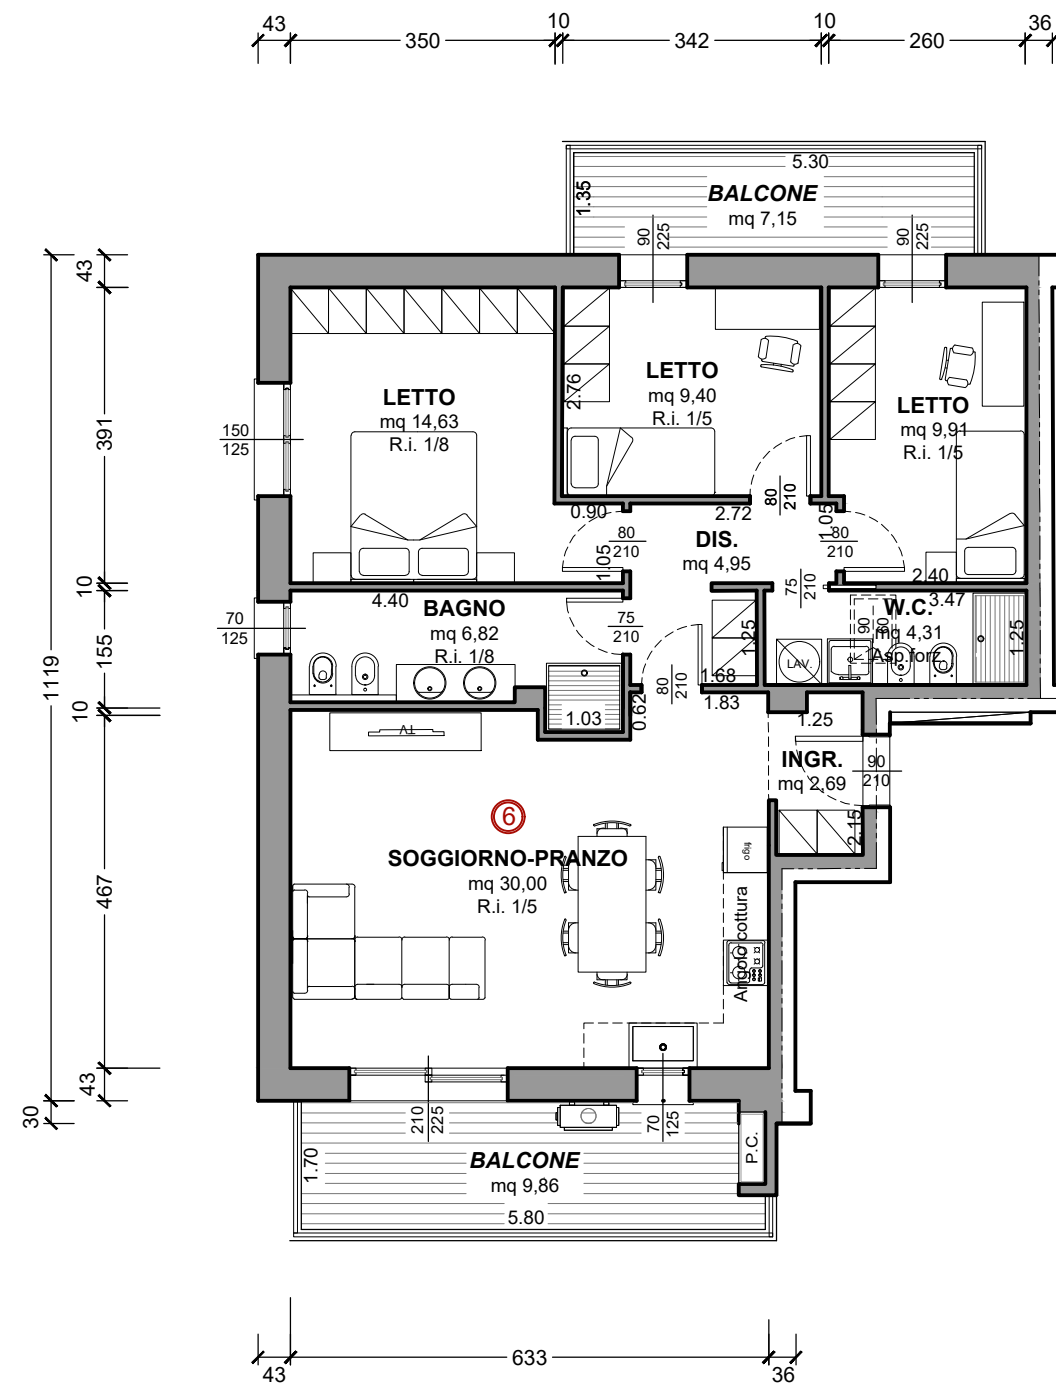 43
350
10
342
10
260
36
5.30
1.35
BALCONE
mq 7,15
90
225
90
225
43
391
10
155
10
467
43
30
1119
150
125
70
125
LETTO
mq 14,63
R.i. 1/8
LETTO
mq 9,40
R.i. 1/5
2.76
LETTO
mq 9,91
R.i. 1/5
0.90
2.72
80
210
1.05
80
210
1.05
80
210
DIS.
mq 4,95
75
210
2.40
3.47
4.40
BAGNO
mq 6,82
R.i. 1/8
75
210
1.25
W.C.
mq 4,31
Asp.forz.
90
60
1.25
LAV.
1.03
0.62
80
210
1.68
1.83
1.25
TV
INGR.
mq 2,69
90
210
2.15
6
SOGGIORNO-PRANZO
mq 30,00
R.i. 1/5
frigo
Angolo cottura
210
225
70
125
1.70
BALCONE
mq 9,86
5.80
P.C.
43
633
36